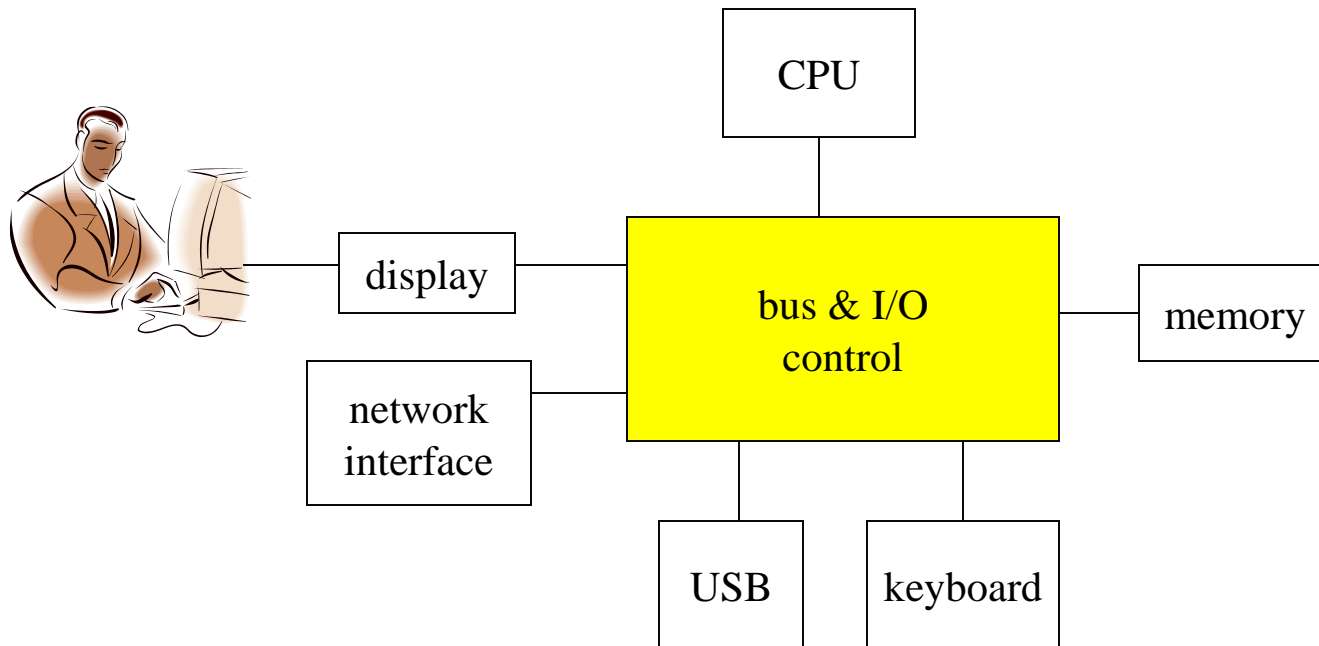 CPU
display
bus & I/O
control
memory
network
interface
USB
keyboard